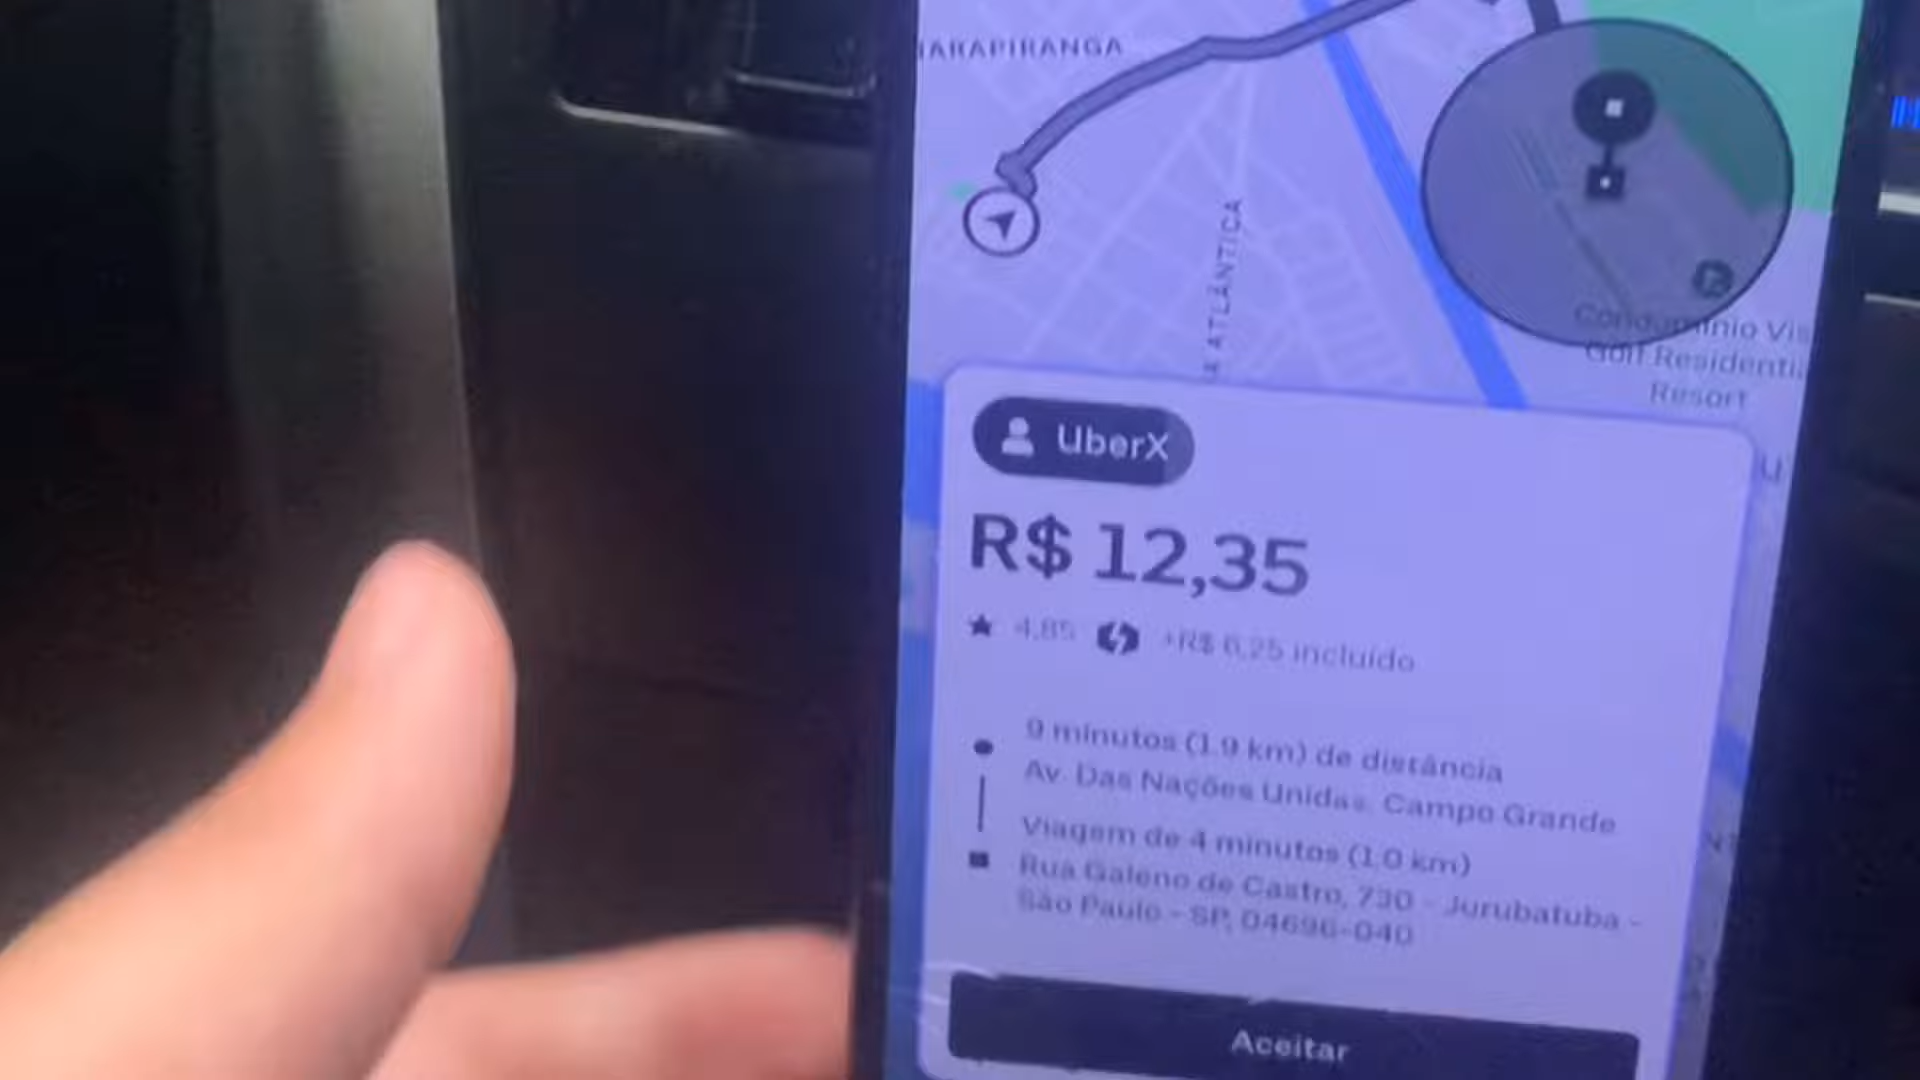 GUARAPIRANGA
ATLÂNTICA
Condomínio Vis
Golf Residentia
Resort
UberX
R$ 12,35
4,85 +R$ 6,25 incluído
9 minutos (1.9 km) de distância
Av. Das Nações Unidas, Campo Grande
Viagem de 4 minutos (1.0 km)
Rua Galeno de Castro, 730 - Jurubatuba -
São Paulo - SP, 04696-040
Aceitar